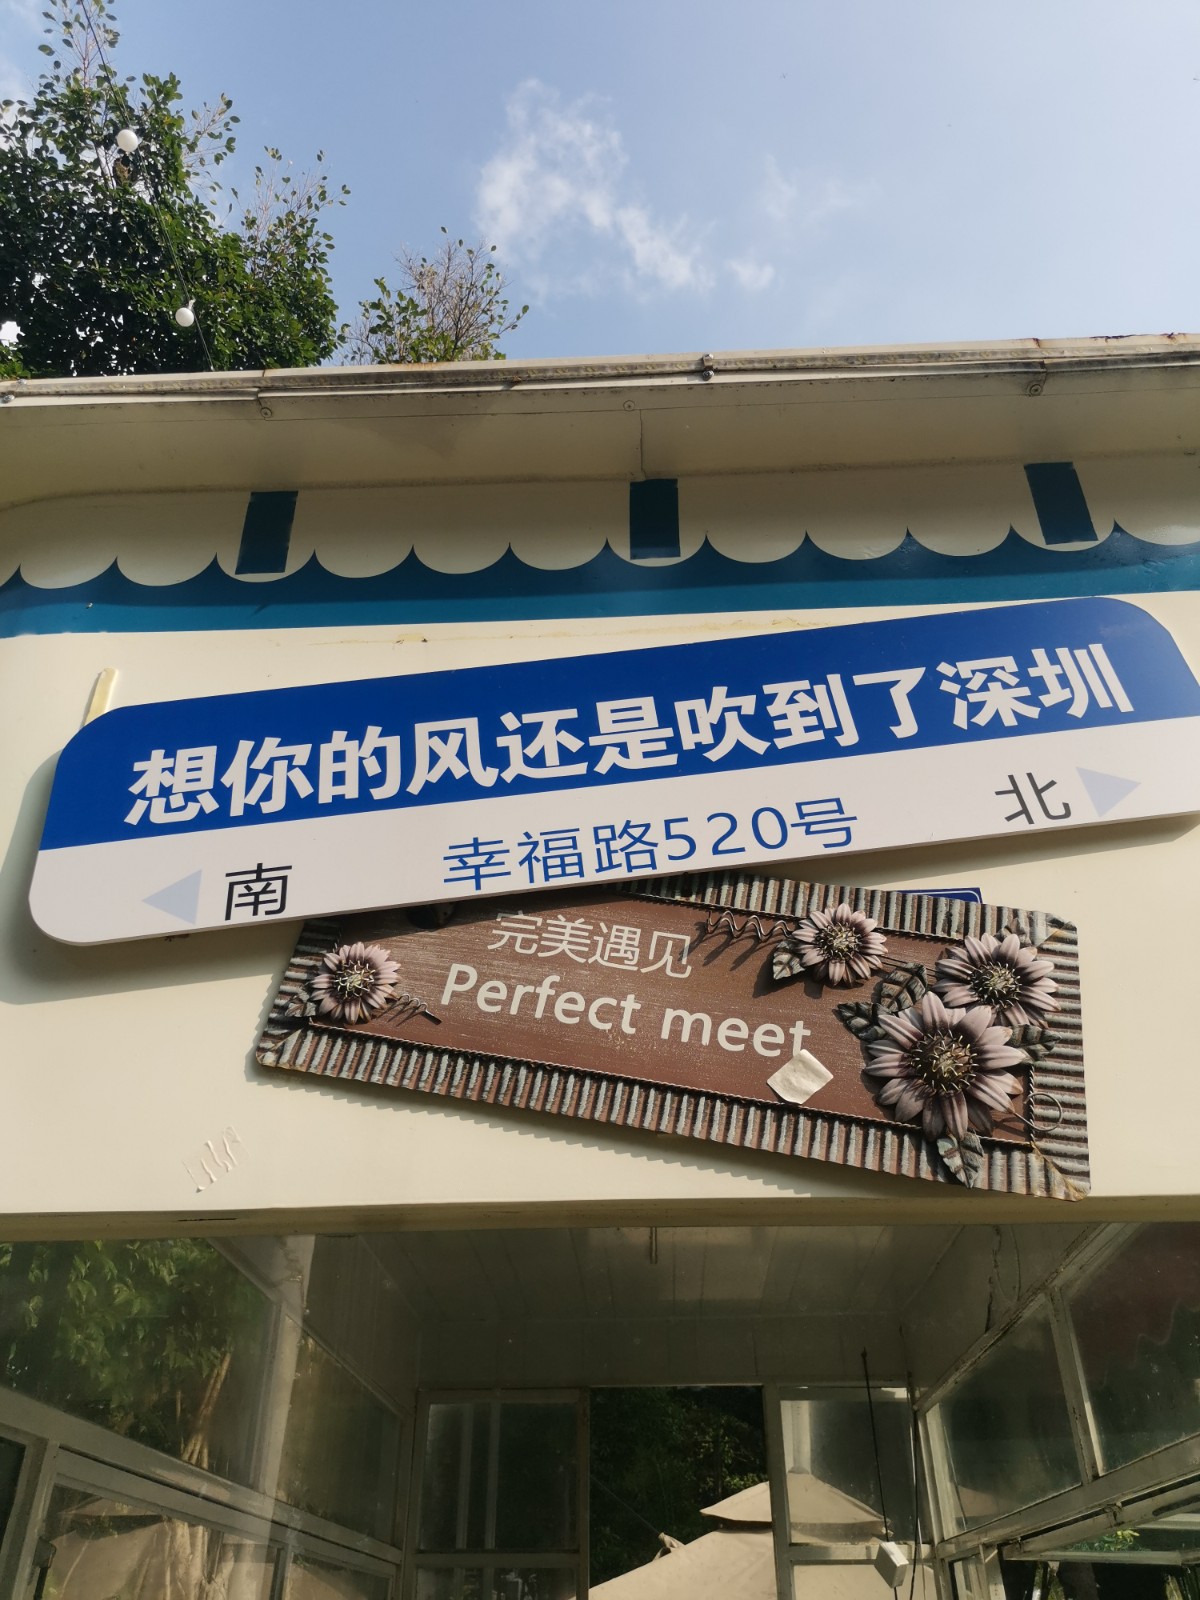 想你的风还是吹到了深圳
南 幸福路520号 北
完美遇见
Perfect meet